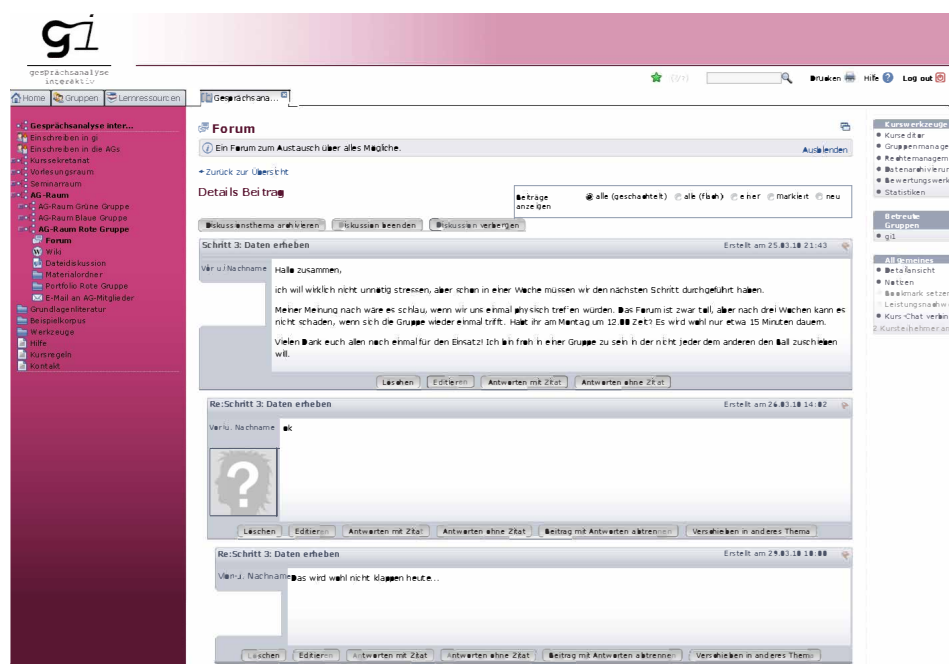 gi
gesprächsanalyse
interaktiv
Drucken Hilfe Log out
Home Gruppen Lernressourcen Gesprächsana...
Gesprächsanalyse inter...
Einschreiben in gi
Einschreiben in die AGs
Kurssekretariat
Vorlesungsraum
Seminarraum
AG-Raum
AG-Raum Grüne Gruppe
AG-Raum Blaue Gruppe
AG-Raum Rote Gruppe
Forum
Wiki
Dateidiskussion
Materialordner
Portfolio Rote Gruppe
E-Mail an AG-Mitglieder
Grundlagenliteratur
Beispielkorpus
Werkzeuge
Hilfe
Kursregeln
Kontakt
Forum
Ein Forum zum Austausch über alles Mögliche.
Ausblenden
Zurück zur Übersicht
Details Beitrag
Beiträge anzeigen
alle (geschachtelt) alle (flach) einer markiert neu
Diskussionsthema archivieren Diskussion beenden Diskussion verbergen
Schritt 3: Daten erheben Erstellt am 25.03.10 21:43
Vor u./Nachname
Hallo zusammen,
ich will wirklich nicht unnötig stressen, aber schon in einer Woche müssen wir den nächsten Schritt durchgeführt haben.
Meiner Meinung nach wäre es schlau, wenn wir uns einmal physisch treffen würden. Das Forum ist zwar toll, aber nach drei Wochen kann es
nicht schaden, wenn sich die Gruppe wieder einmal trifft. Habt ihr am Montag um 12.00 Zeit? Es wird wohl nur etwa 15 Minuten dauern.
Vielen Dank euch allen noch einmal für den Einsatz! Ich bin froh in einer Gruppe zu sein in der nicht jeder dem anderen den Ball zuschieben
will.
Löschen Editieren Antworten mit Zitat Antworten ohne Zitat
Re:Schritt 3: Daten erheben Erstellt am 26.03.10 14:02
Vor u. Nachname
ok
Löschen Editieren Antworten mit Zitat Antworten ohne Zitat Beitrag mit Antworten abtrennen Verschieben in anderes Thema
Re:Schritt 3: Daten erheben Erstellt am 29.03.10 10:00
Nachname
Das wird wohl nicht klappen heute...
Löschen Editieren Antworten mit Zitat Antworten ohne Zitat Beitrag mit Antworten abtrennen Verschieben in anderes Thema
Kurswerkzeuge
Kurseditor
Gruppenmanage
Rechtemanagem
Datenarchivierun
Bewertungswerk
Statistiken
Betreute
Gruppen
gi1
Allgemeines
Detailansicht
Notizen
Bookmark setzen
Leistungsnachw
Kurs-Chat verbin